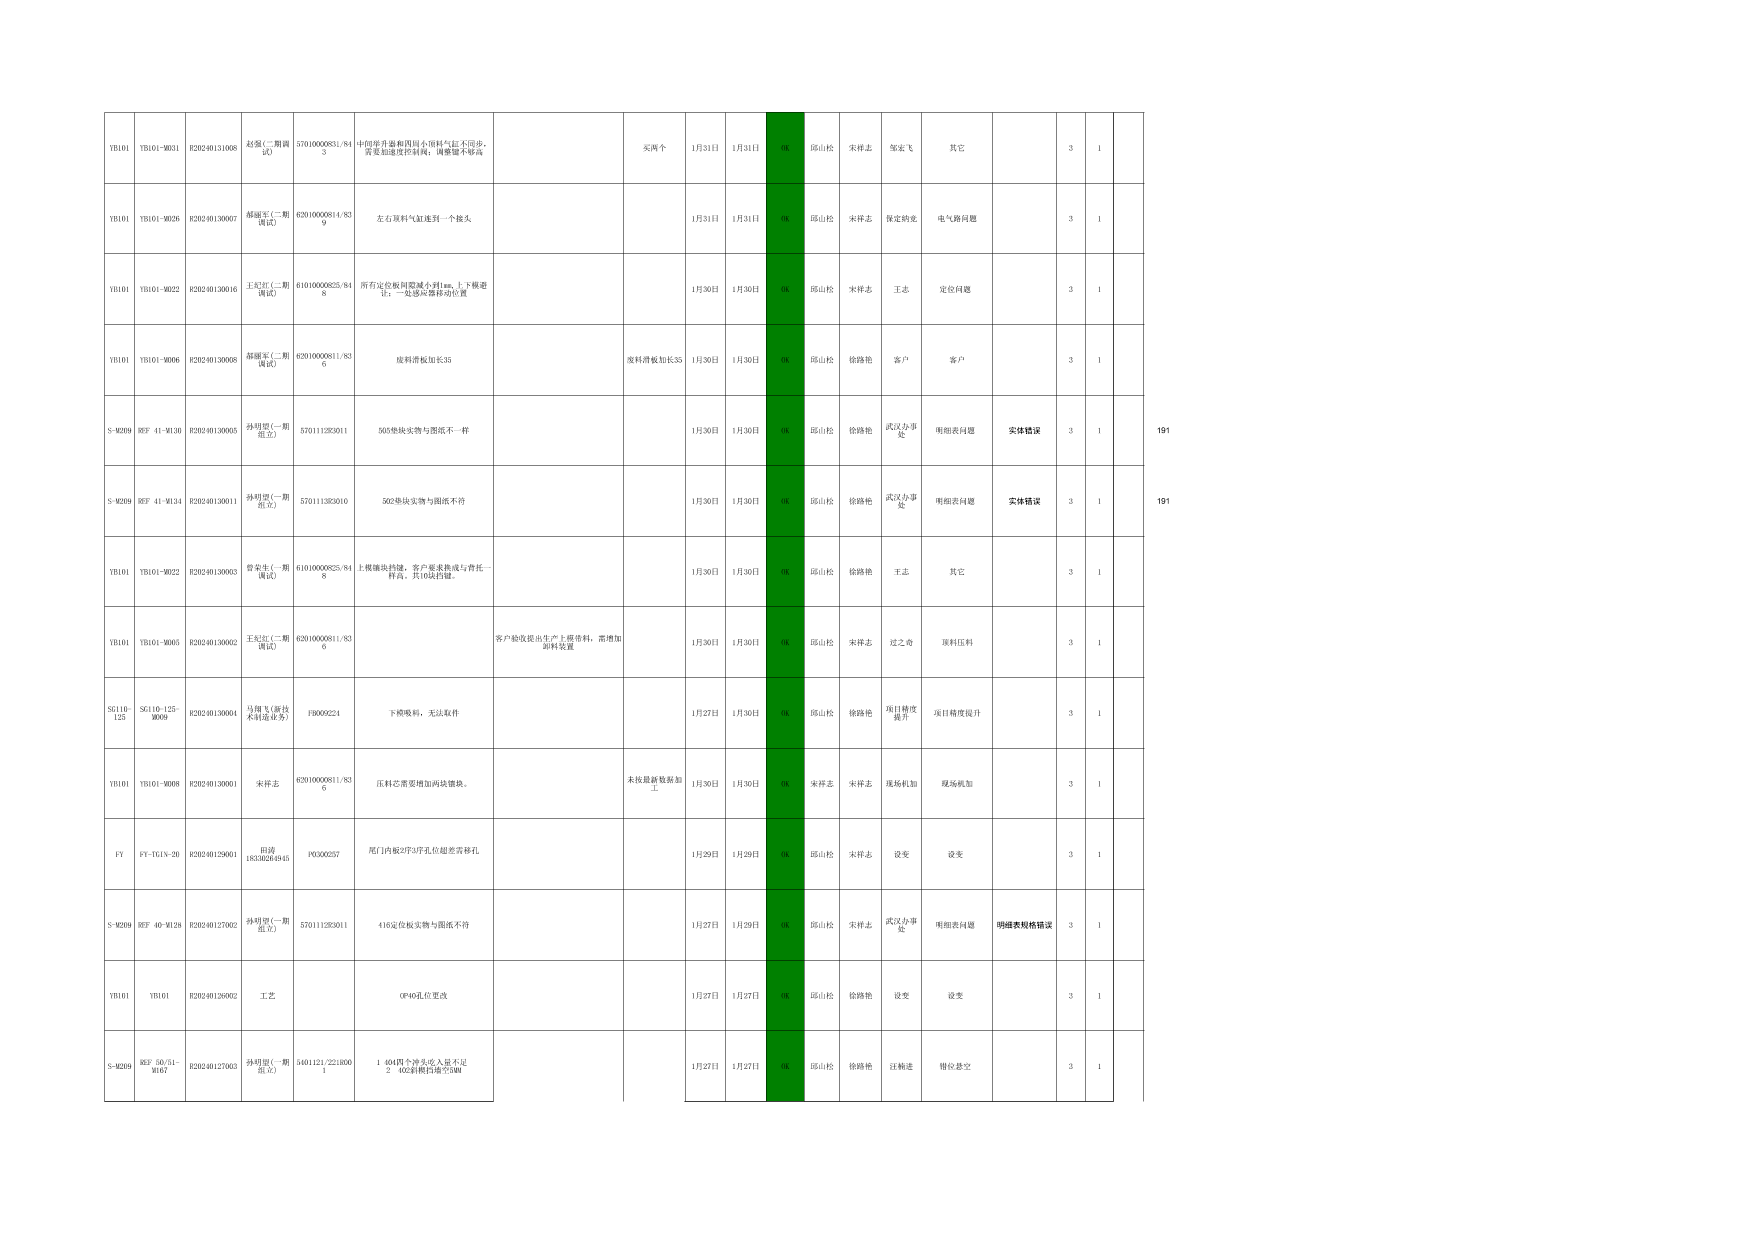 YB101 YB101-M031 R20240131008 赵强(二期调试) 57010000831/843 中间举升器和四周小顶料气缸不同步,需要加速度控制阀;调整键不够高 买两个 1月31日 1月31日 OK 邱山松 宋祥志 邹宏飞 其它 3 1
YB101 YB101-M026 R20240130007 郝丽军(二期调试) 62010000814/839 左右顶料气缸连到一个接头 1月31日 1月31日 OK 邱山松 宋祥志 保定纳竞 电气路问题 3 1
YB101 YB101-M022 R20240130016 王纪红(二期调试) 61010000825/848 所有定位板间隙减小到1mm,上下模避让;一处感应器移动位置 1月30日 1月30日 OK 邱山松 宋祥志 王志 定位问题 3 1
YB101 YB101-M006 R20240130008 郝丽军(二期调试) 62010000811/836 废料滑板加长35 废料滑板加长35 1月30日 1月30日 OK 邱山松 徐路艳 客户 客户 3 1
S-M209 REF 41-M130 R20240130005 孙明望(一期组立) 5701112R3011 505垫块实物与图纸不一样 1月30日 1月30日 OK 邱山松 徐路艳 武汉办事处 明细表问题 实体错误 3 1 191
S-M209 REF 41-M134 R20240130011 孙明望(一期组立) 5701113R3010 502垫块实物与图纸不符 1月30日 1月30日 OK 邱山松 徐路艳 武汉办事处 明细表问题 实体错误 3 1 191
YB101 YB101-M022 R20240130003 曾荣生(一期调试) 61010000825/848 上模镶块挡键,客户要求换成与背托一样高。共10块挡键。 1月30日 1月30日 OK 邱山松 徐路艳 王志 其它 3 1
YB101 YB101-M005 R20240130002 王纪红(二期调试) 62010000811/836 客户验收提出生产上模带料,需增加卸料装置 1月30日 1月30日 OK 邱山松 宋祥志 过之奇 顶料压料 3 1
SG110-125 SG110-125-M009 R20240130004 马翔飞(新技术制造业务) FB009224 下模吸料,无法取件 1月27日 1月30日 OK 邱山松 徐路艳 项目精度提升 项目精度提升 3 1
YB101 YB101-M008 R20240130001 宋祥志 62010000811/836 压料芯需要增加两块镶块。 未按最新数据加工 1月30日 1月30日 OK 宋祥志 宋祥志 现场机加 现场机加 3 1
FY FY-TGIN-20 R20240129001 田涛18330264945 P0300257 尾门内板2序3序孔位超差需移孔 1月29日 1月29日 OK 邱山松 宋祥志 设变 设变 3 1
S-M209 REF 40-M128 R20240127002 孙明望(一期组立) 5701112R3011 416定位板实物与图纸不符 1月27日 1月29日 OK 邱山松 宋祥志 武汉办事处 明细表问题 明细表规格错误 3 1
YB101 YB101 R20240126002 工艺 OP40孔位更改 1月27日 1月27日 OK 邱山松 徐路艳 设变 设变 3 1
S-M209 REF 50/51-M167 R20240127003 孙明望(一期组立) 5401121/221R001 1 404四个冲头吃入量不足
2 402斜楔挡墙空5MM 1月27日 1月27日 OK 邱山松 徐路艳 汪楠进 错位悬空 3 1